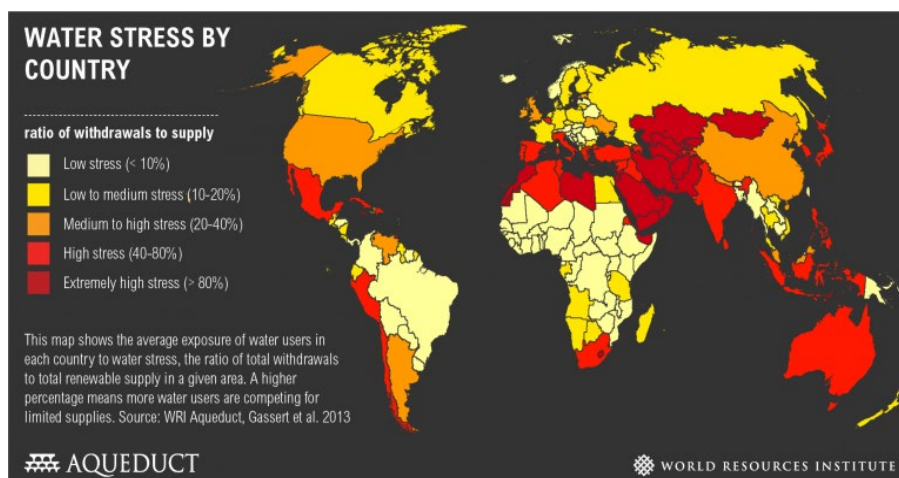 WATER STRESS BY
COUNTRY
ratio of withdrawals to supply
Low stress (< 10%)
Low to medium stress (10-20%)
Medium to high stress (20-40%)
High stress (40-80%)
Extremely high stress (> 80%)
This map shows the average exposure of water users in
each country to water stress, the ratio of total withdrawals
to total renewable supply in a given area. A higher
percentage means more water users are competing for
limited supplies. Source: WRI Aqueduct, Gassert et al. 2013
AQUEDUCT
WORLD RESOURCES INSTITUTE